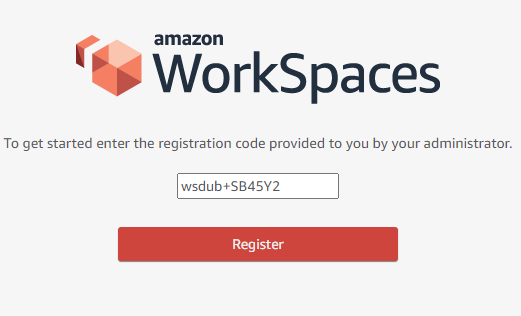 amazon
WorkSpaces
To get started enter the registration code provided to you by your administrator.
wsdub+SB45Y2
Register